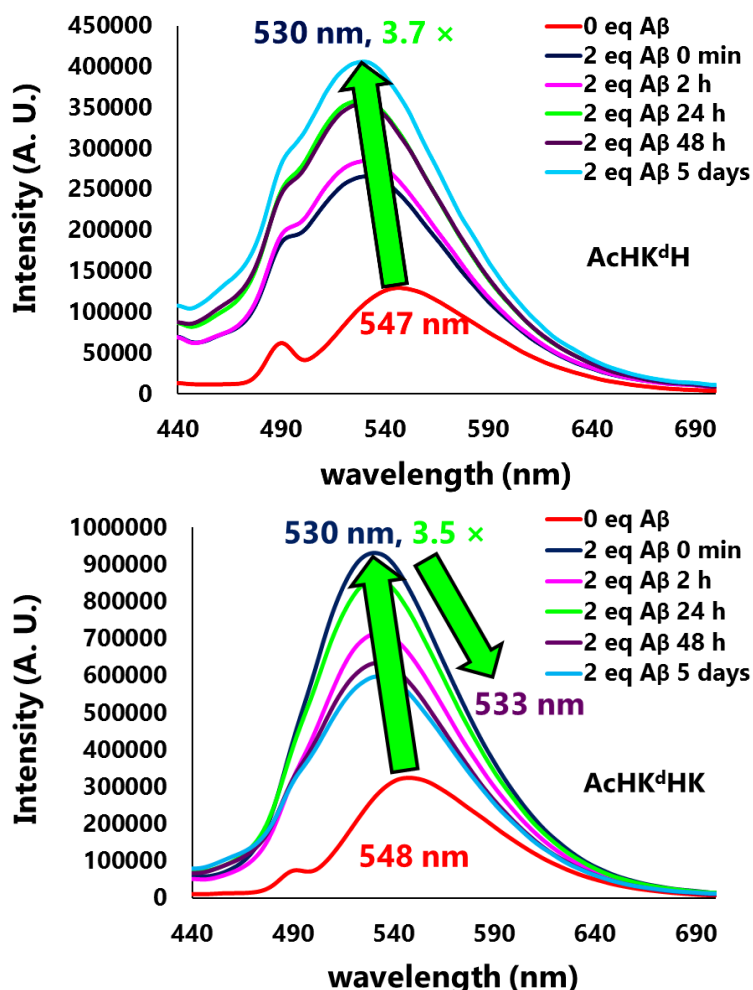 450000
400000
350000
300000
250000
200000
150000
100000
50000
0
Intensity (A. U.)
530 nm, 3.7 ×
0 eq Aβ
2 eq Aβ 0 min
2 eq Aβ 2 h
2 eq Aβ 24 h
2 eq Aβ 48 h
2 eq Aβ 5 days
AcHKᵈH
547 nm
440 490 540 590 640 690
wavelength (nm)
1000000
900000
800000
700000
600000
500000
400000
300000
200000
100000
0
Intensity (A. U.)
530 nm, 3.5 ×
0 eq Aβ
2 eq Aβ 0 min
2 eq Aβ 2 h
2 eq Aβ 24 h
2 eq Aβ 48 h
2 eq Aβ 5 days
533 nm
AcHKᵈHK
548 nm
440 490 540 590 640 690
wavelength (nm)